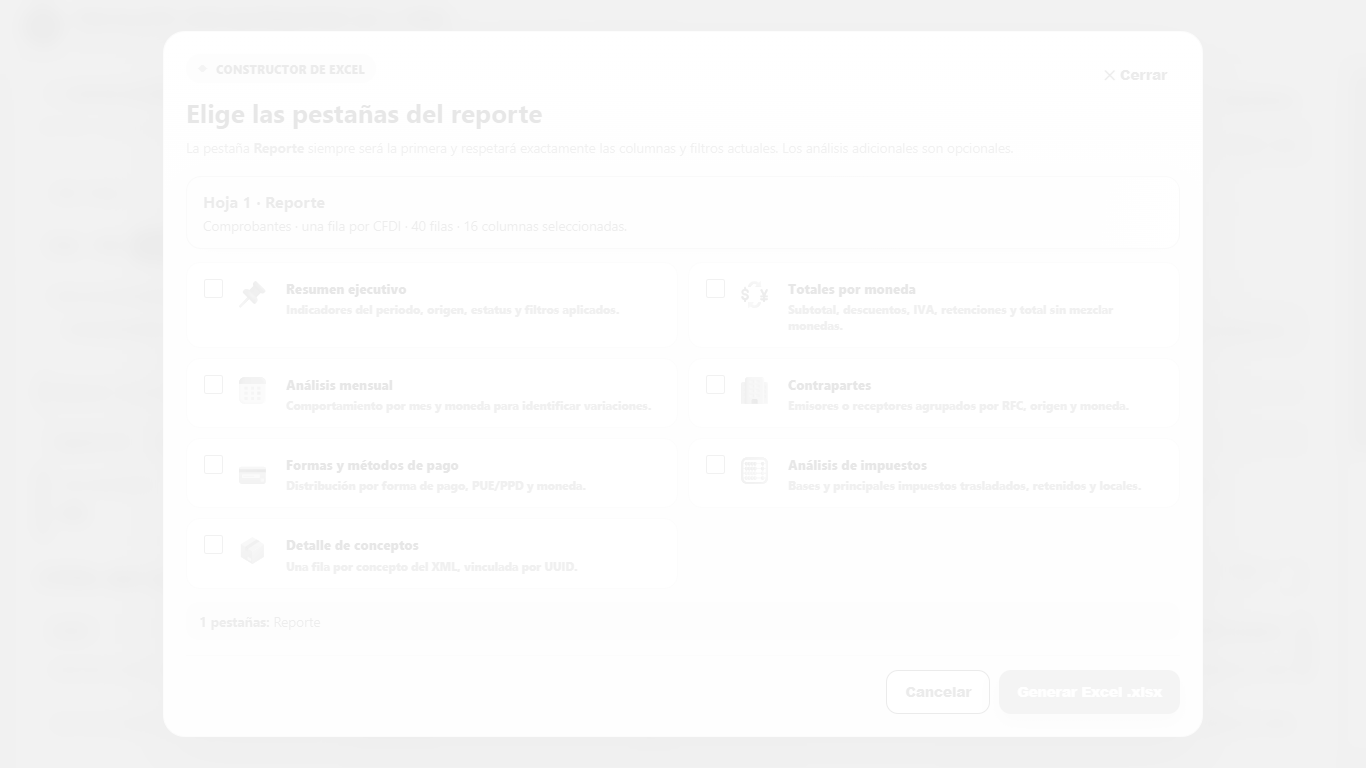 CONSTRUCTOR DE EXCEL
× Cerrar
Elige las pestañas del reporte
La pestaña Reporte siempre será la primera y respetará exactamente las columnas y filtros actuales. Los análisis adicionales son opcionales.
Hoja 1 · Reporte
Comprobantes · una fila por CFDI · 40 filas · 16 columnas seleccionadas.
Resumen ejecutivo
Indicadores del periodo, origen, estatus y filtros aplicados.
Totales por moneda
Subtotal, descuentos, IVA, retenciones y total sin mezclar
monedas.
Análisis mensual
Comportamiento por mes y moneda para identificar variaciones.
Contrapartes
Emisores o receptores agrupados por RFC, origen y moneda.
Formas y métodos de pago
Distribución por forma de pago, PUE/PPD y moneda.
Análisis de impuestos
Bases y principales impuestos trasladados, retenidos y locales.
Detalle de conceptos
Una fila por concepto del XML, vinculada por UUID.
1 pestañas: Reporte
Cancelar
Generar Excel .xlsx